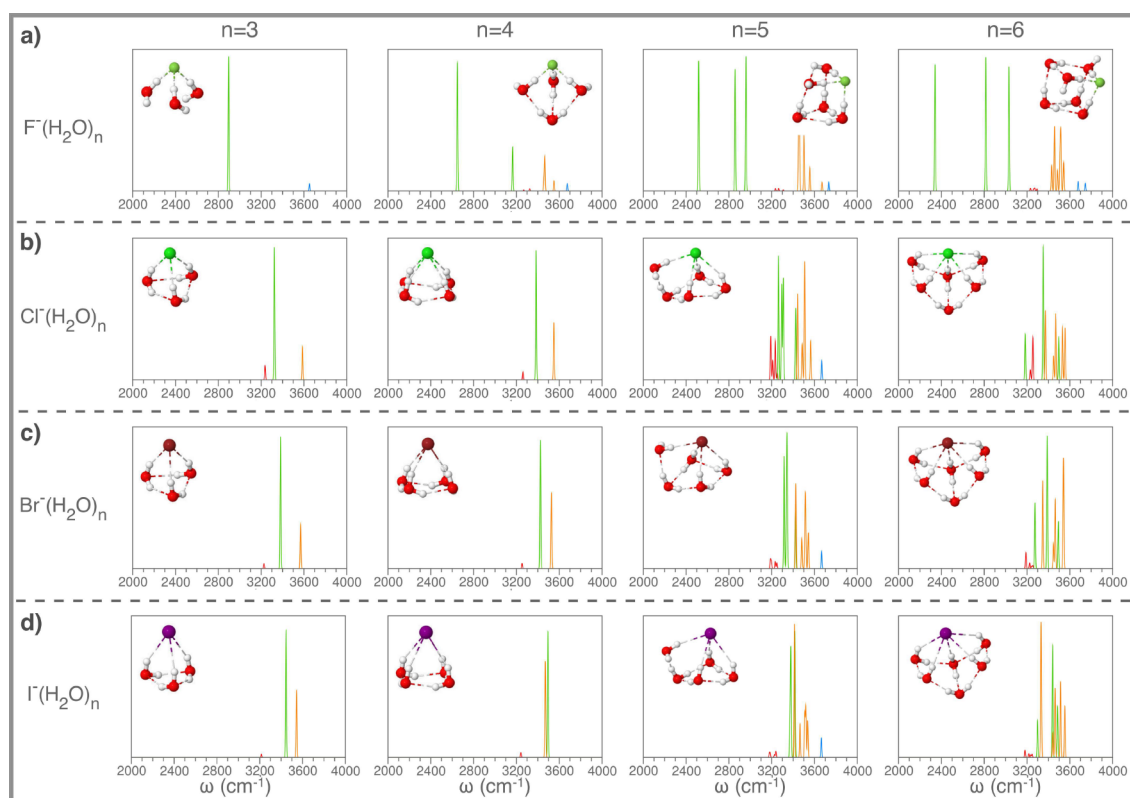 a) n=3 n=4 n=5 n=6
F⁻(H₂O)ₙ
2000 2400 2800 3200 3600 4000 2000 2400 2800 3200 3600 4000 2000 2400 2800 3200 3600 4000 2000 2400 2800 3200 3600 4000
b)
Cl⁻(H₂O)ₙ
2000 2400 2800 3200 3600 4000 2000 2400 2800 3200 3600 4000 2000 2400 2800 3200 3600 4000 2000 2400 2800 3200 3600 4000
c)
Br⁻(H₂O)ₙ
2000 2400 2800 3200 3600 4000 2000 2400 2800 3200 3600 4000 2000 2400 2800 3200 3600 4000 2000 2400 2800 3200 3600 4000
d)
I⁻(H₂O)ₙ
2000 2400 2800 3200 3600 4000 2000 2400 2800 3200 3600 4000 2000 2400 2800 3200 3600 4000 2000 2400 2800 3200 3600 4000
ω (cm⁻¹) ω (cm⁻¹) ω (cm⁻¹) ω (cm⁻¹)